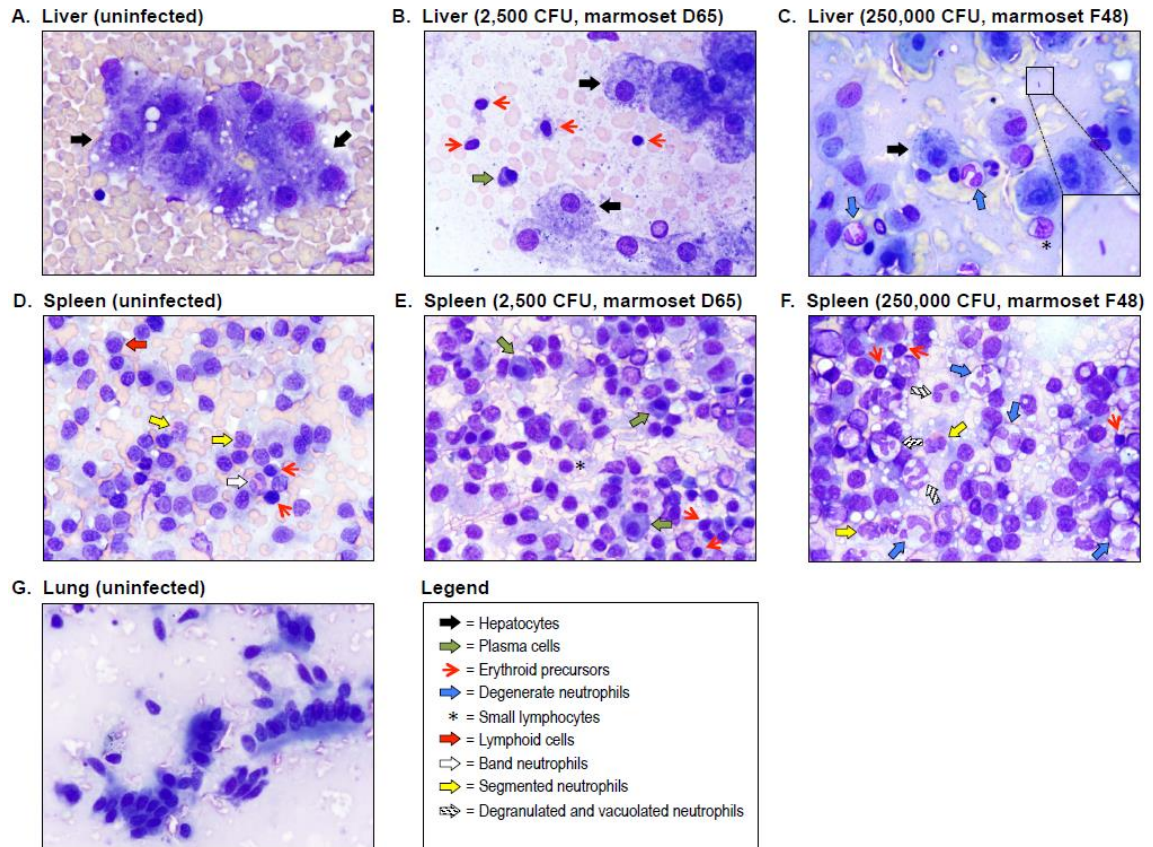 A. Liver (uninfected)
B. Liver (2,500 CFU, marmoset D65)
C. Liver (250,000 CFU, marmoset F48)
*
D. Spleen (uninfected)
E. Spleen (2,500 CFU, marmoset D65)
F. Spleen (250,000 CFU, marmoset F48)
*
G. Lung (uninfected)
Legend
= Hepatocytes
= Plasma cells
= Erythroid precursors
= Degenerate neutrophils
* = Small lymphocytes
= Lymphoid cells
= Band neutrophils
= Segmented neutrophils
= Degranulated and vacuolated neutrophils